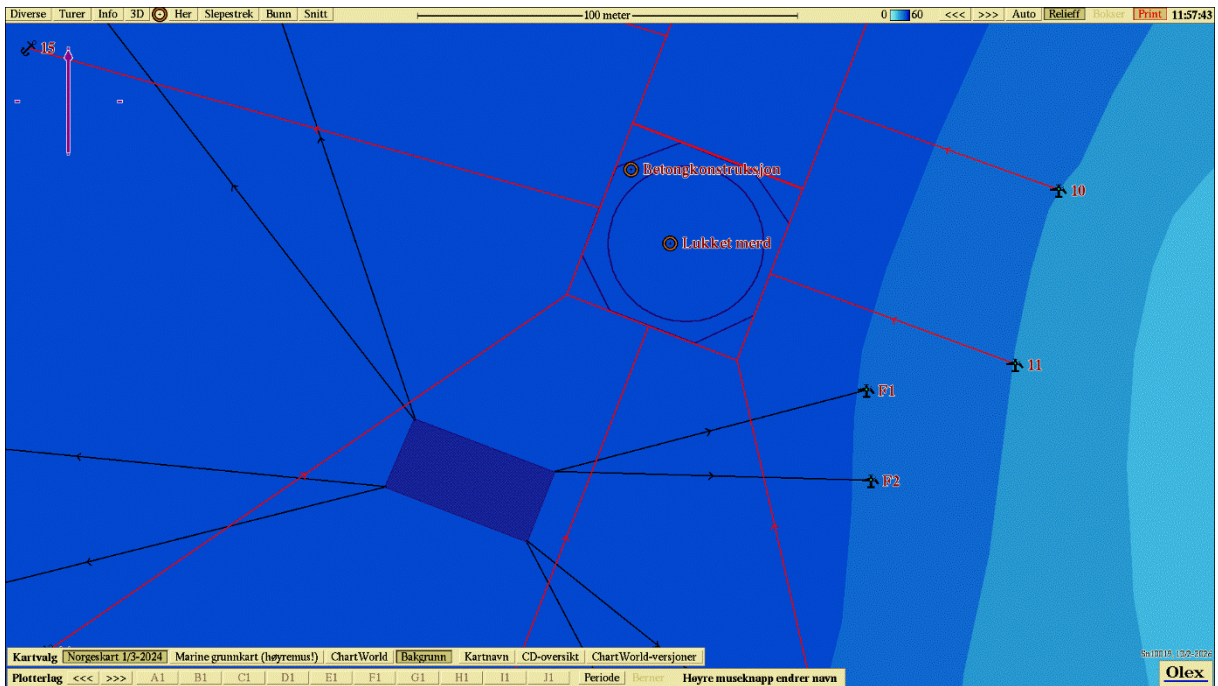 Diverse Turer Info 3D Her Slepestrek Bunn Snitt 100 meter 0 60 <<< >>> Auto Relieff Bokser Print 11:57:43
15
Betongkonstruksjon
10
Lukket merd
11
F1
F2
Kartvalg Norgeskart 1/3-2024 Marine grunnkart (høyremus!) ChartWorld Bakgrunn Kartnavn CD-oversikt ChartWorld-versjoner
Plotterlag <<< >>> A1 B1 C1 D1 E1 F1 G1 H1 I1 J1 Periode Berner Høyre museknapp endrer navn Olex